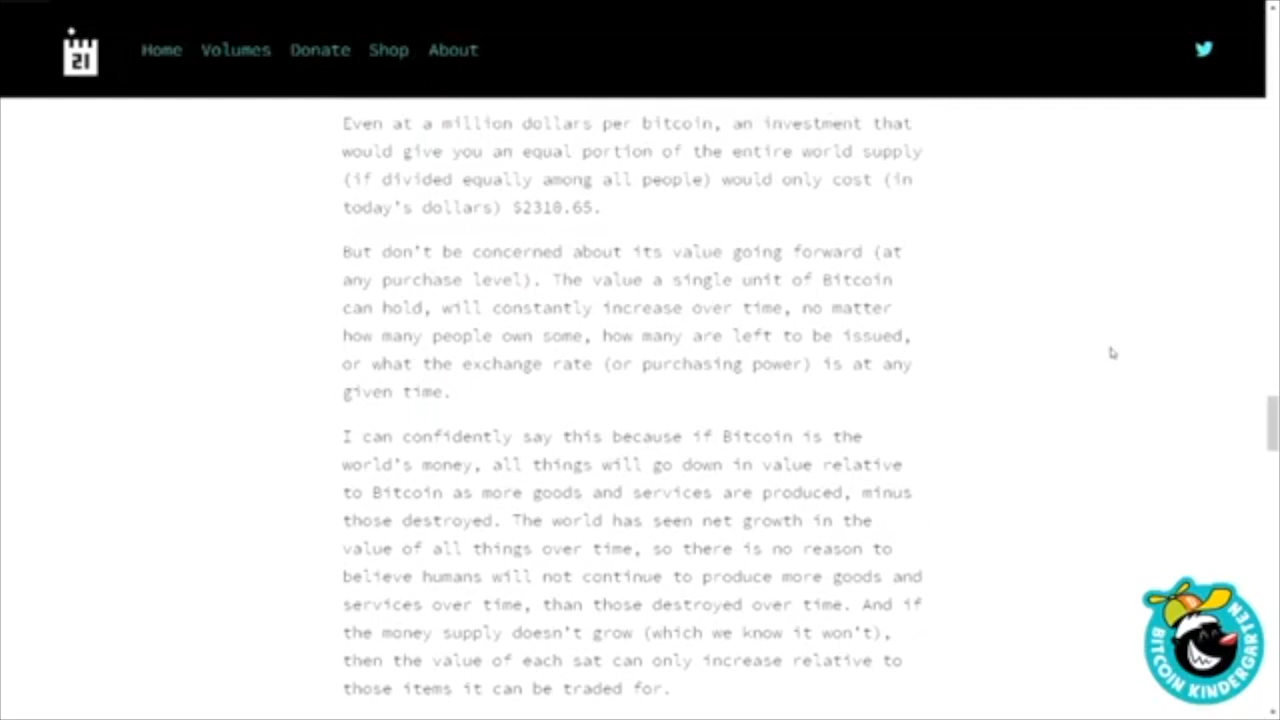 21
Home Volumes Donate Shop About
Even at a million dollars per bitcoin, an investment that
would give you an equal portion of the entire world supply
(if divided equally among all people) would only cost (in
today's dollars) $2310.65.
But don't be concerned about its value going forward (at
any purchase level). The value a single unit of Bitcoin
can hold, will constantly increase over time, no matter
how many people own some, how many are left to be issued,
or what the exchange rate (or purchasing power) is at any
given time.
I can confidently say this because if Bitcoin is the
world's money, all things will go down in value relative
to Bitcoin as more goods and services are produced, minus
those destroyed. The world has seen net growth in the
value of all things over time, so there is no reason to
believe humans will not continue to produce more goods and
services over time, than those destroyed over time. And if
the money supply doesn't grow (which we know it won't),
then the value of each sat can only increase relative to
those items it can be traded for.
BITCOIN KINDERGARTEN